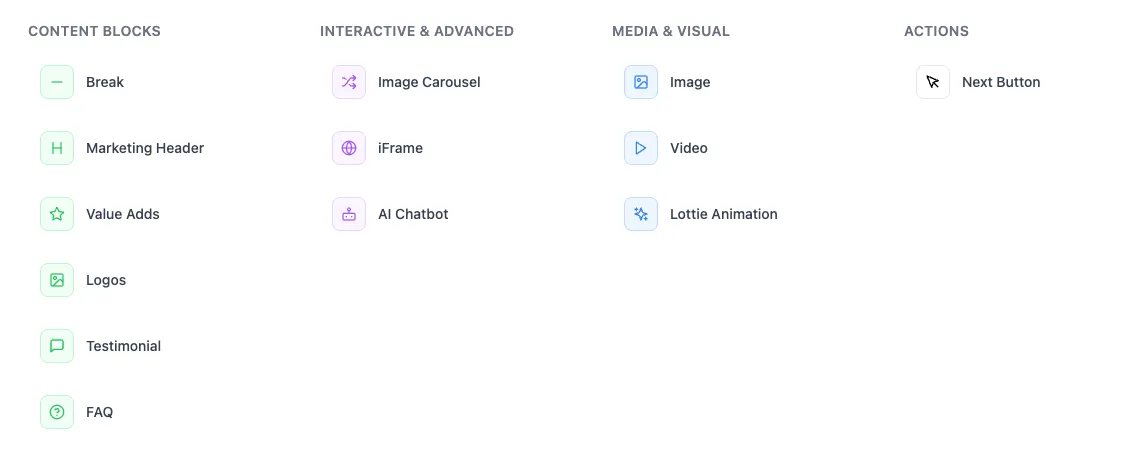 CONTENT BLOCKS
Break
Marketing Header
Value Adds
Logos
Testimonial
FAQ
INTERACTIVE & ADVANCED
Image Carousel
iFrame
AI Chatbot
MEDIA & VISUAL
Image
Video
Lottie Animation
ACTIONS
Next Button